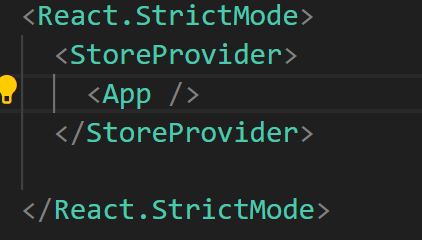 <React.StrictMode>
<StoreProvider>
<App />
</StoreProvider>
</React.StrictMode>